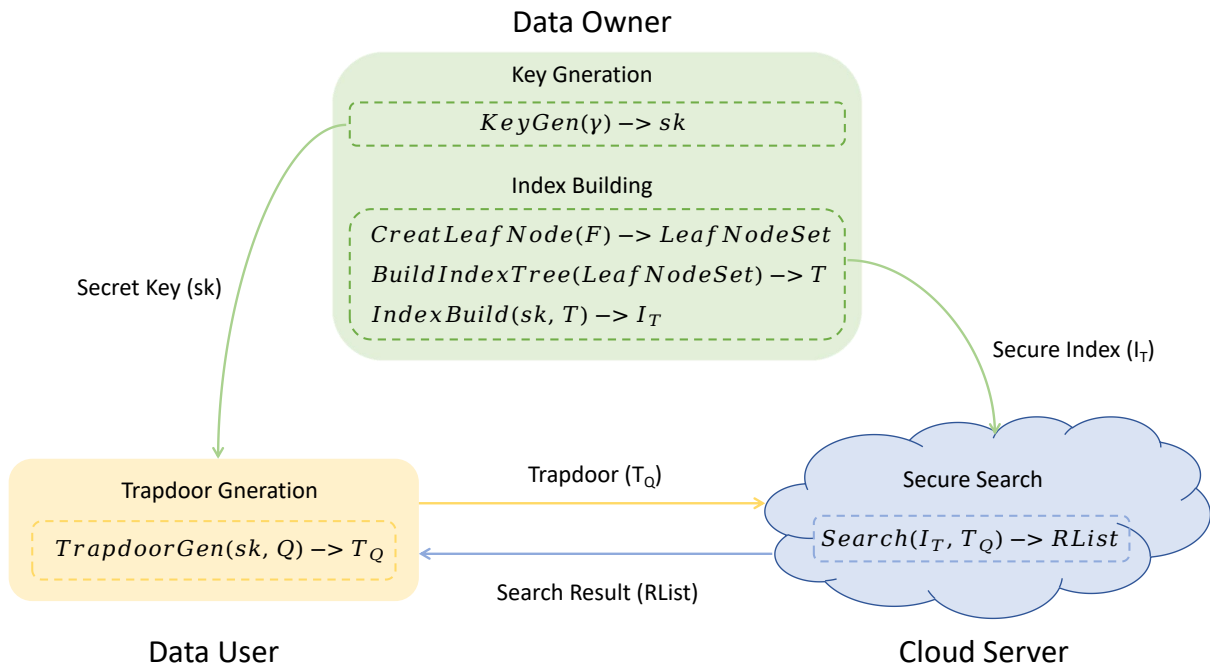 Data Owner
Key Gneration
KeyGen(γ) −> sk
Index Building
CreatLeafNode(F) −> LeafNodeSet
BuildIndexTree(LeafNodeSet) −> T
IndexBuild(sk, T) −> I_T
Secret Key (sk)
Secure Index (I_T)
Trapdoor Gneration
TrapdoorGen(sk, Q) −> T_Q
Trapdoor (T_Q)
Search Result (RList)
Secure Search
Search(I_T, T_Q) −> RList
Data User
Cloud Server